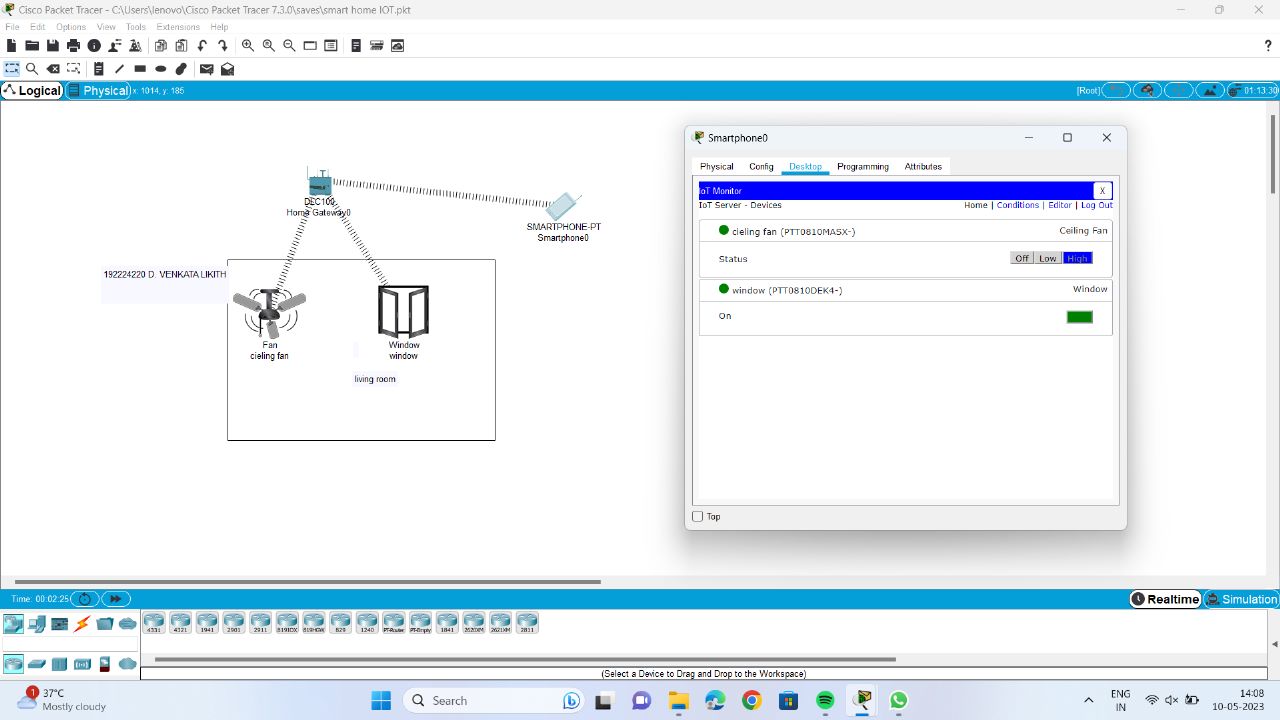 Cisco Packet Tracer - C:\Users\lenovo\Cisco Packet Tracer 7.3.0\saves\smart home IOT.pkt
File Edit Options View Tools Extensions Help
?
Logical Physical x: 1014, y: 185 [Root] 01:13:30
DLC100
Home Gateway0
SMARTPHONE-PT
Smartphone0
192224220 D. VENKATA LIKITH
Fan
cieling fan
Window
window
living room
Smartphone0
Physical Config Desktop Programming Attributes
IoT Monitor X
IoT Server - Devices Home | Conditions | Editor | Log Out
cieling fan (PTT0810MASX-) Ceiling Fan
Status Off Low High
window (PTT0810DEK4-) Window
On
Top
Time: 00:02:25 Realtime Simulation
4331 4321 1941 2901 2911 819IOX 819HGW 829 1240 PT-Router PT-Empty 1841 2620XM 2621XM 2811
(Select a Device to Drag and Drop to the Workspace)
1
37°C
Mostly cloudy
Search
ENG
IN
14:08
10-05-2023